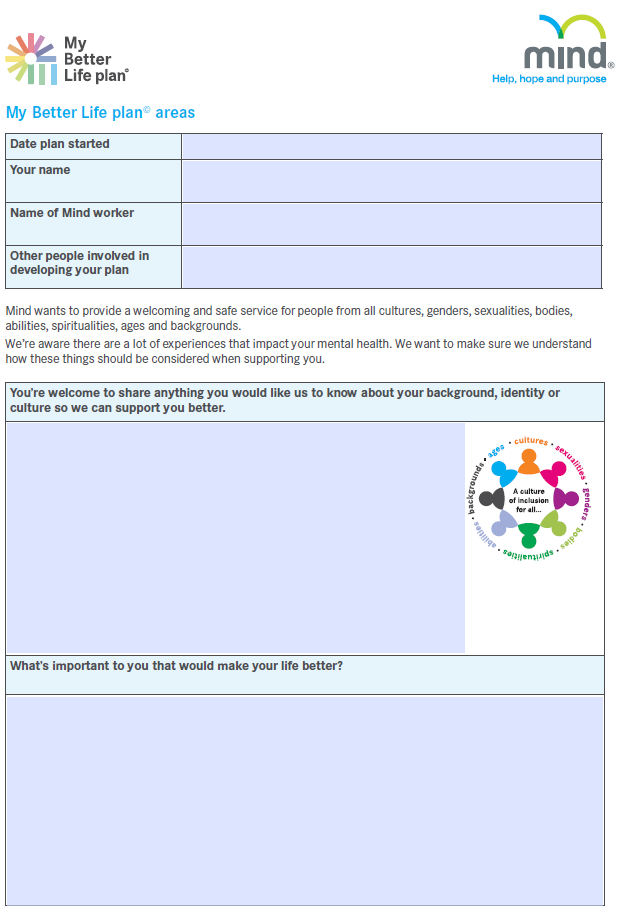 My
Better
Life plan©
mind®
Help, hope and purpose
My Better Life plan© areas
Date plan started
Your name
Name of Mind worker
Other people involved in
developing your plan
Mind wants to provide a welcoming and safe service for people from all cultures, genders, sexualities, bodies,
abilities, spiritualities, ages and backgrounds.
We’re aware there are a lot of experiences that impact your mental health. We want to make sure we understand
how these things should be considered when supporting you.
You’re welcome to share anything you would like us to know about your background, identity or
culture so we can support you better.
• cultures • sexualities • genders • bodies • spiritualities • abilities • backgrounds • ages
A culture
of inclusion
for all...
What’s important to you that would make your life better?